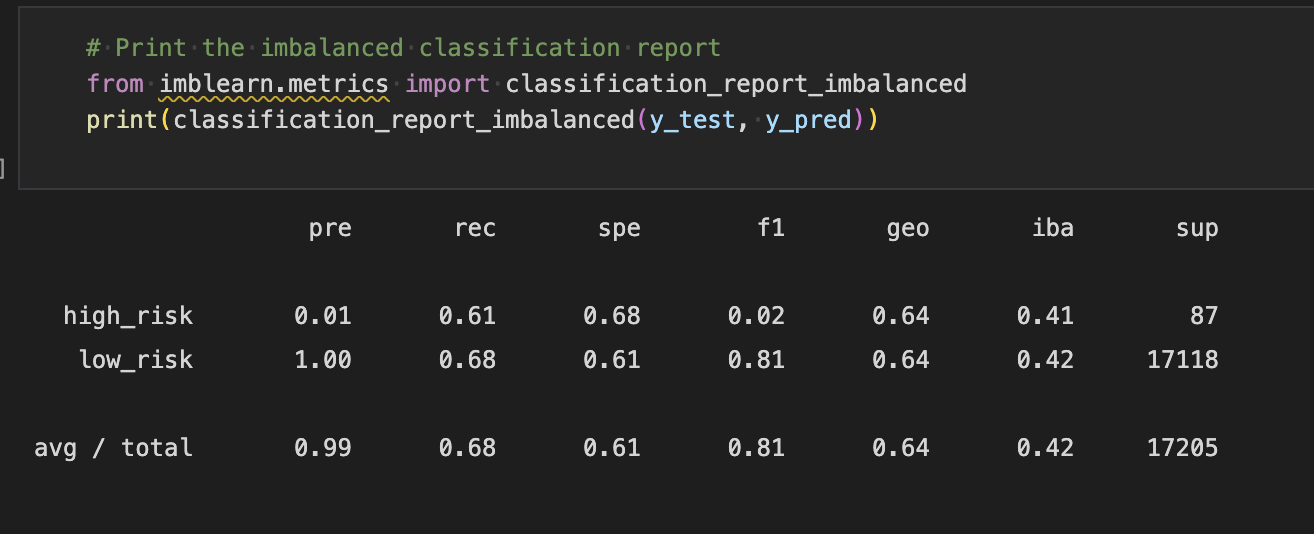 # Print the imbalanced classification report
from imblearn.metrics import classification_report_imbalanced
print(classification_report_imbalanced(y_test, y_pred))
]
pre rec spe f1 geo iba sup
high_risk 0.01 0.61 0.68 0.02 0.64 0.41 87
low_risk 1.00 0.68 0.61 0.81 0.64 0.42 17118
avg / total 0.99 0.68 0.61 0.81 0.64 0.42 17205